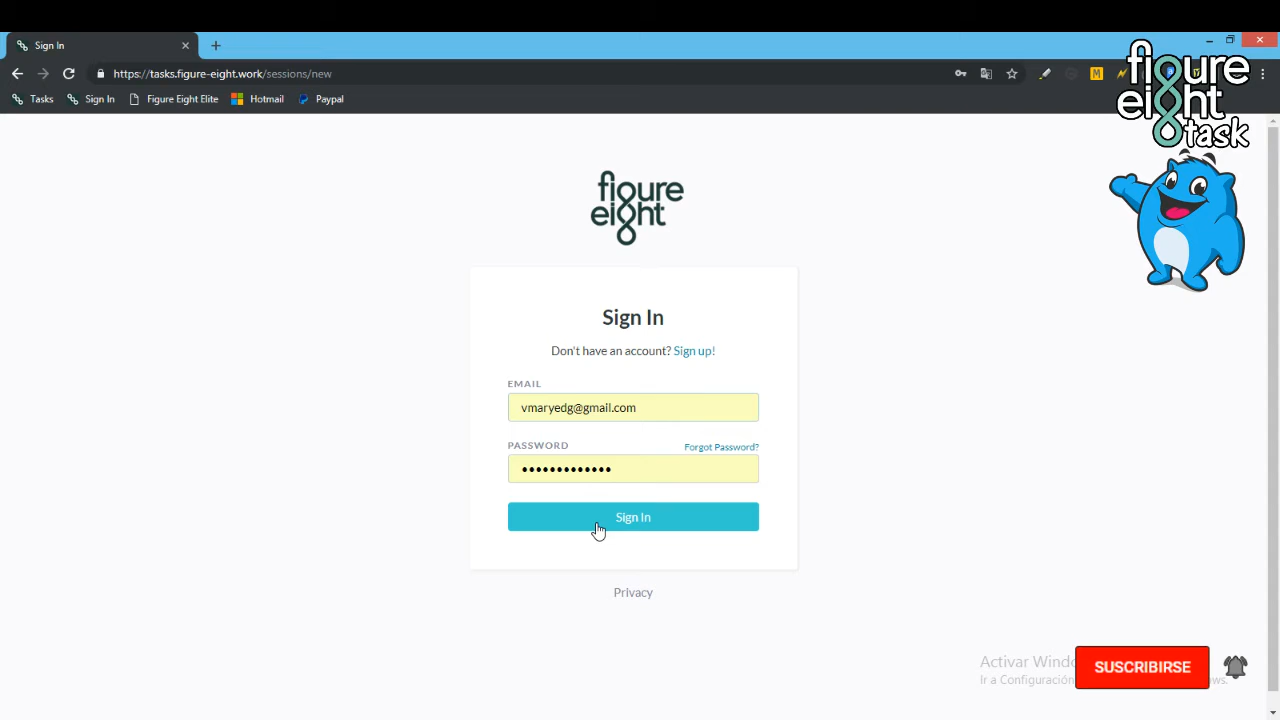 Sign In
https://tasks.figure-eight.work/sessions/new
Tasks Sign In Figure Eight Elite Hotmail Paypal
figure
eight
task
figure
eight
Sign In
Don't have an account? Sign up!
EMAIL
vmaryedg@gmail.com
PASSWORD Forgot Password?
•••••••••••••
Sign In
Privacy
Activar
Ir a Configuración
SUSCRIBIRSE